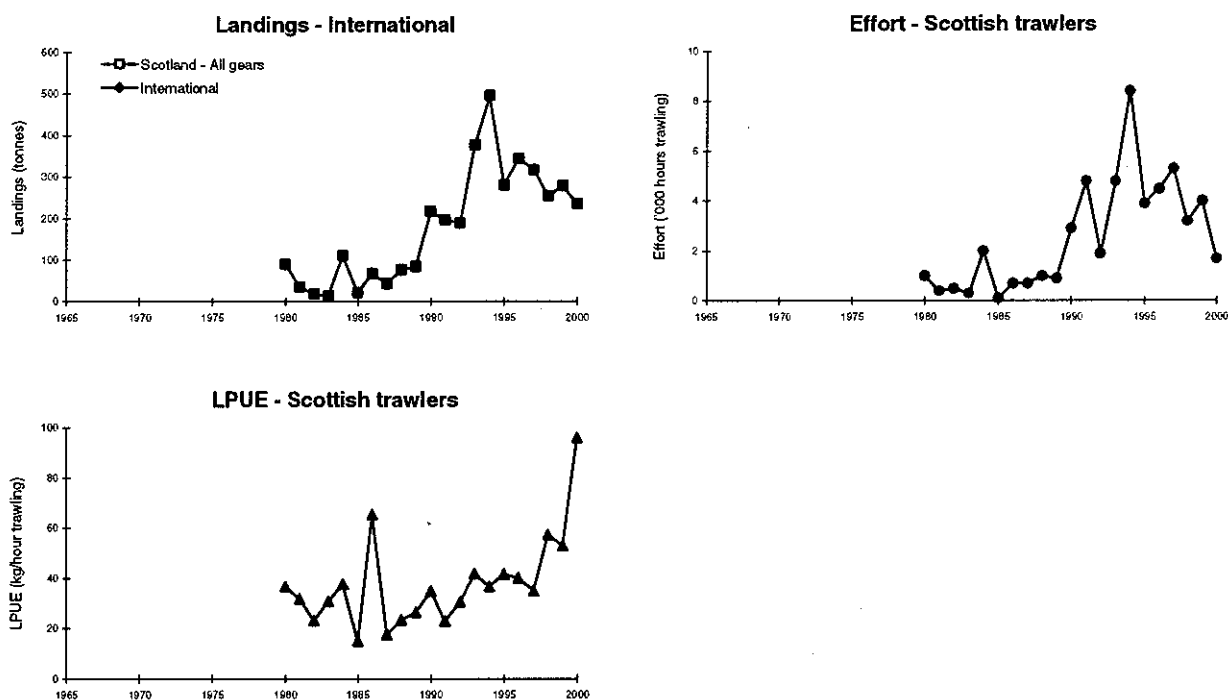 Landings - International
600
500
400
300
200
100
0
Landings (tonnes)
Scotland - All gears
International
1965 1970 1975 1980 1985 1990 1995 2000
Effort - Scottish trawlers
10
8
6
4
2
0
Effort ('000 hours trawling)
1965 1970 1975 1980 1985 1990 1995 2000
LPUE - Scottish trawlers
100
80
60
40
20
0
LPUE (kg/hour trawling)
1965 1970 1975 1980 1985 1990 1995 2000